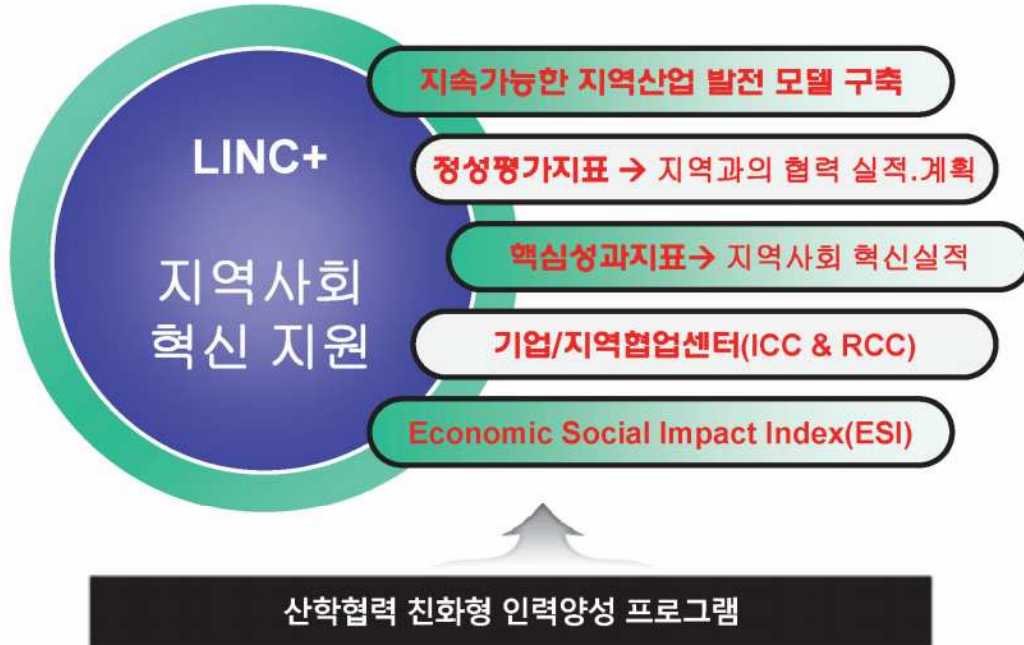 LINC+
지역사회
혁신 지원
지속가능한 지역산업 발전 모델 구축
정성평가지표 → 지역과의 협력 실적.계획
핵심성과지표→ 지역사회 혁신실적
기업/지역협업센터(ICC & RCC)
Economic Social Impact Index(ESI)
산학협력 친화형 인력양성 프로그램